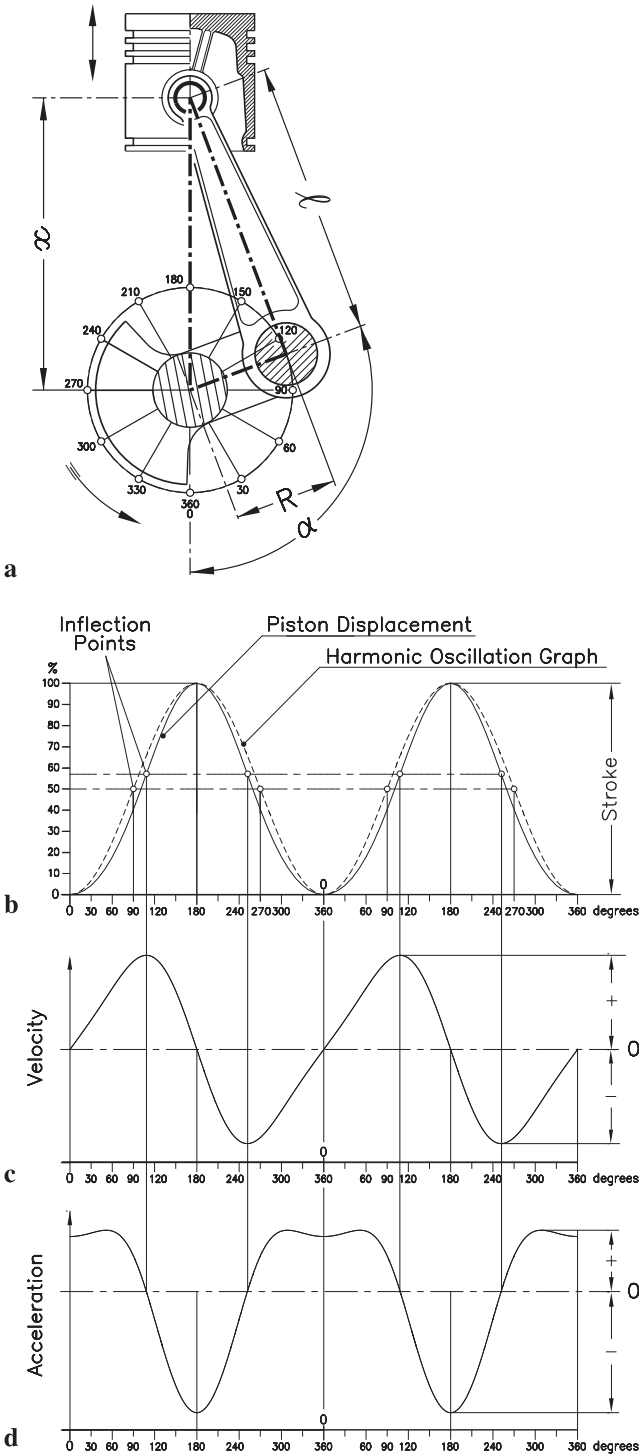 x
l
210
180
150
240
120
270
90
300
60
330
360
30
0
R
α
a
Inflection
Points
Piston Displacement
Harmonic Oscillation Graph
%
100
90
80
70
60
50
40
30
20
10
0
Stroke
0
0 30 60 90 120 180 240 270 300 360 60 90 120 180 240 270 300 360 degrees
b
Velocity
+
0
–
0
0 30 60 90 120 180 240 300 360 30 60 90 120 180 240 300 360 degrees
c
Acceleration
+
0
–
0
0 30 60 90 120 180 240 300 360 30 60 90 120 180 240 300 360 degrees
d